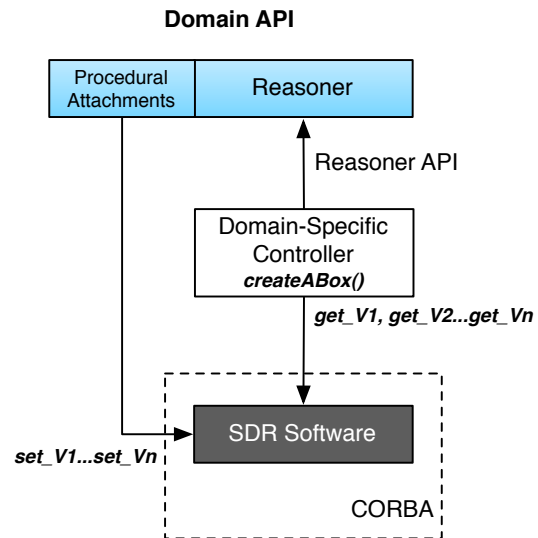 Domain API
Procedural
Attachments
Reasoner
Reasoner API
Domain-Specific
Controller
createABox()
get_V1, get_V2...get_Vn
SDR Software
set_V1...set_Vn
CORBA